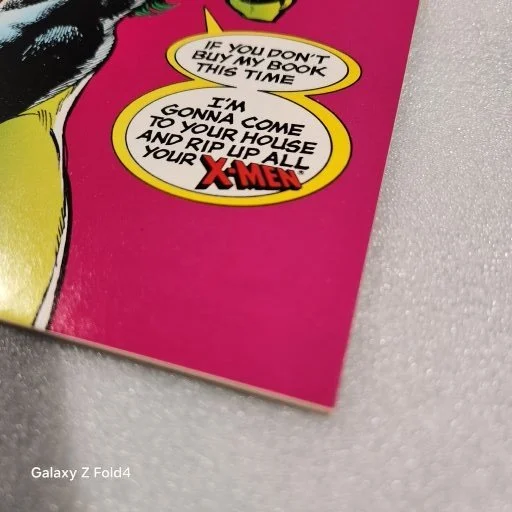 IF YOU DON'T
BUY MY BOOK
THIS TIME
I'M
GONNA COME
TO YOUR HOUSE
AND RIP UP ALL
YOUR X-MEN
Galaxy Z Fold4